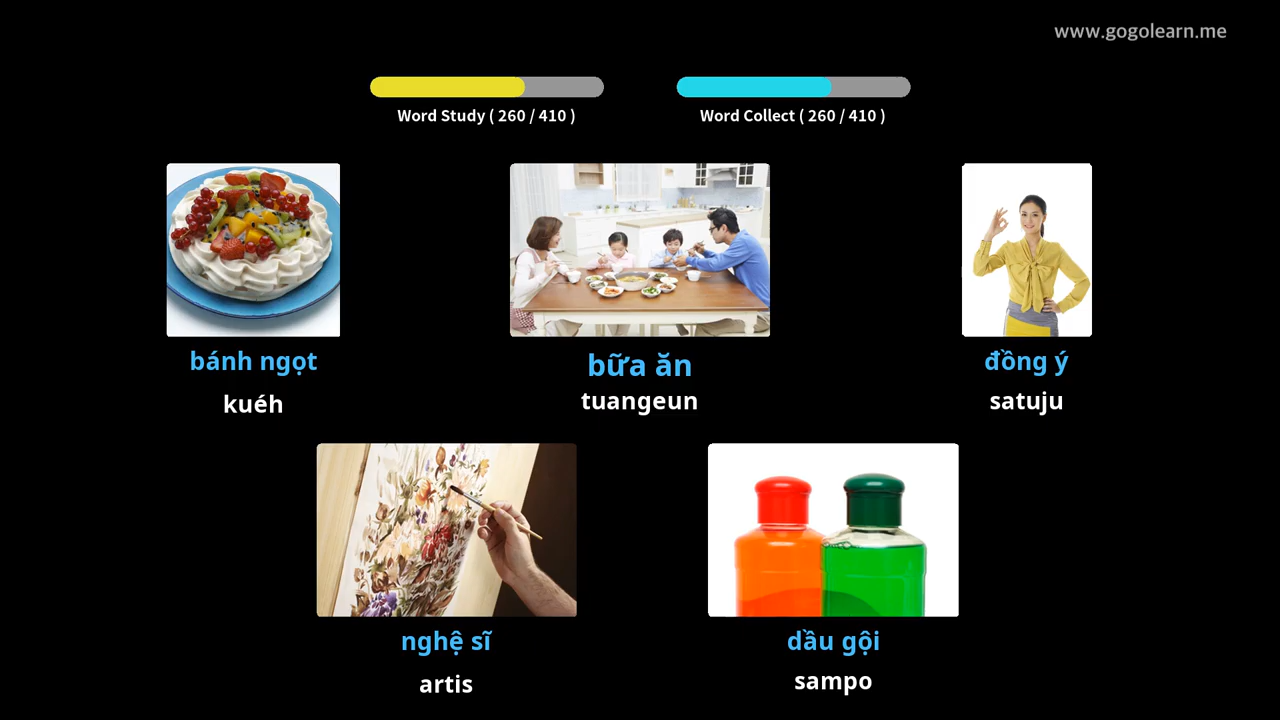 www.gogolearn.me
Word Study ( 260 / 410 )
Word Collect ( 260 / 410 )
bánh ngọt
kuéh
bữa ăn
tuangeun
đồng ý
satuju
nghệ sĩ
artis
dầu gội
sampo